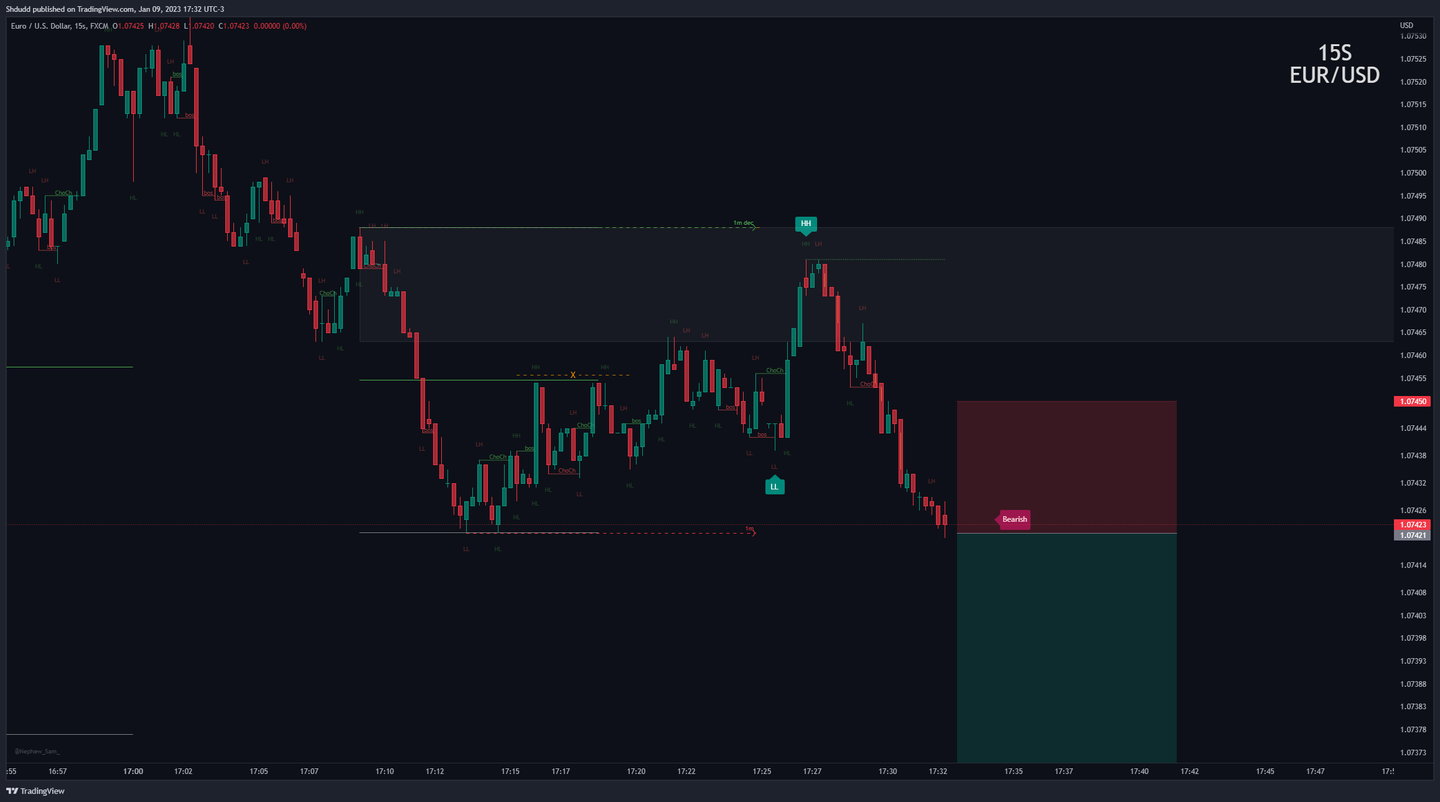 Shdudd published on TradingView.com, Jan 09, 2023 17:32 UTC-3
Euro / U.S. Dollar, 15s, FXCM O1.07425 H1.07428 L1.07420 C1.07423 0.00000 (0.00%)
USD
15S
EUR/USD
1.07530
1.07525
1.07520
1.07515
1.07510
1.07505
1.07500
1.07495
1.07490
1.07485
1.07480
1.07475
1.07470
1.07465
1.07460
1.07455
1.07450
1.07444
1.07438
1.07432
1.07426
1.07423
1.07421
1.07414
1.07408
1.07403
1.07398
1.07393
1.07388
1.07383
1.07378
1.07373
LH
bos
bos
HL HL
LH
LH
LH
LH
ChoCh
HL
bos
bos
LL
LL
bos
HL
LL
HL HL
LL
HH
1m dec
HH
HH LH
LH
ChoCh
LH
ChoCh
LL
HL
HH
LH
LH
LH
LH
ChoCh
ChoCh
X
HH
HH
LH
LH
bos
HL
bos
ChoCh
bos
LL
HH
LH
ChoCh
bos
ChoCh
HL
LL
HL
HL
HL
HL
HL
LL
HL
LL
LL
LH
Bearish
1m
LL
HL
@Nephew_Sam_
:55
16:57
17:00
17:02
17:05
17:07
17:10
17:12
17:15
17:17
17:20
17:22
17:25
17:27
17:30
17:32
17:35
17:37
17:40
17:42
17:45
17:47
TradingView